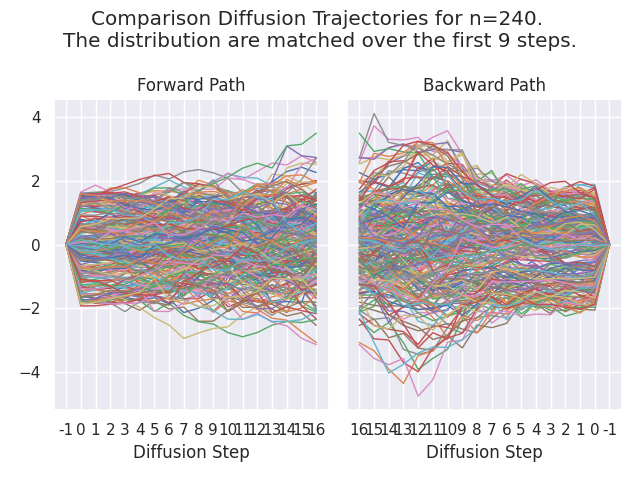 Comparison Diffusion Trajectories for n=240.
The distribution are matched over the first 9 steps.
Forward Path
Backward Path
4
2
0
−2
−4
-1 0 1 2 3 4 5 6 7 8 9 10 11 12 13 14 15 16
16 15 14 13 12 11 10 9 8 7 6 5 4 3 2 1 0 -1
Diffusion Step
Diffusion Step